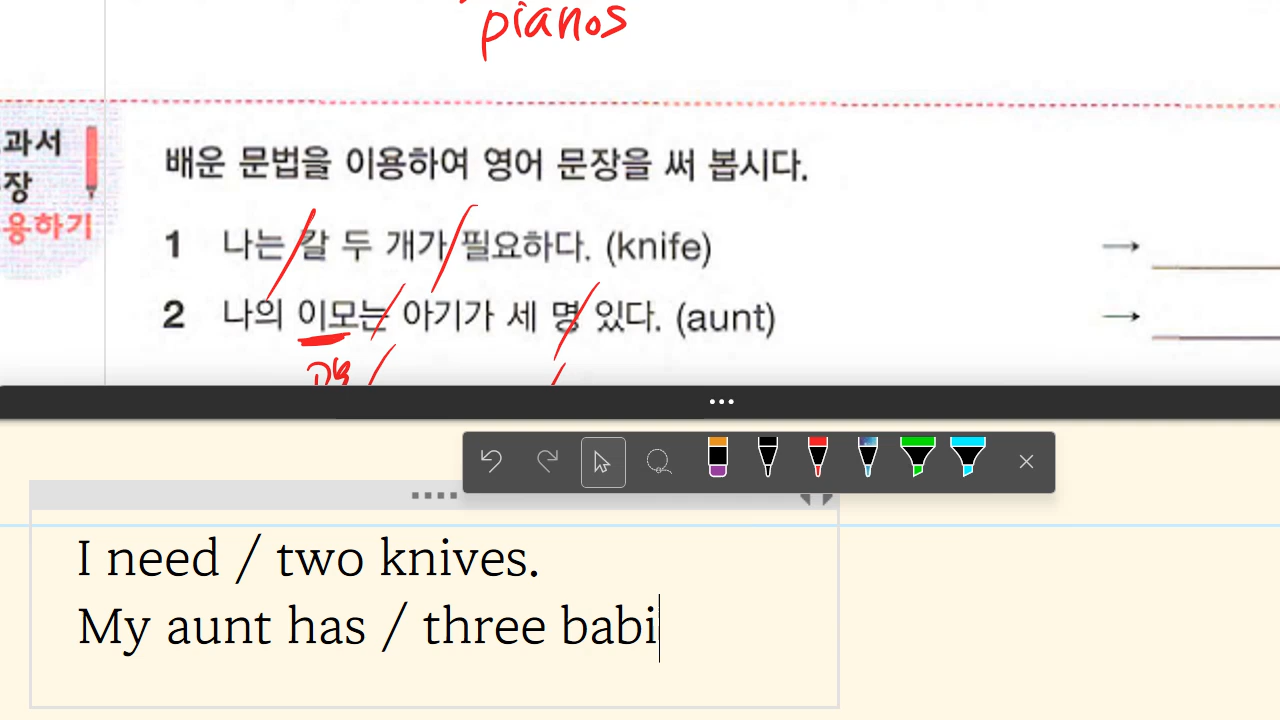 pianos
과서
장
용하기
배운 문법을 이용하여 영어 문장을 써 봅시다.
1 나는 칼 두 개가 필요하다. (knife) →
2 나의 이모는 아기가 세 명 있다. (aunt) →
I need / two knives.
My aunt has / three babi